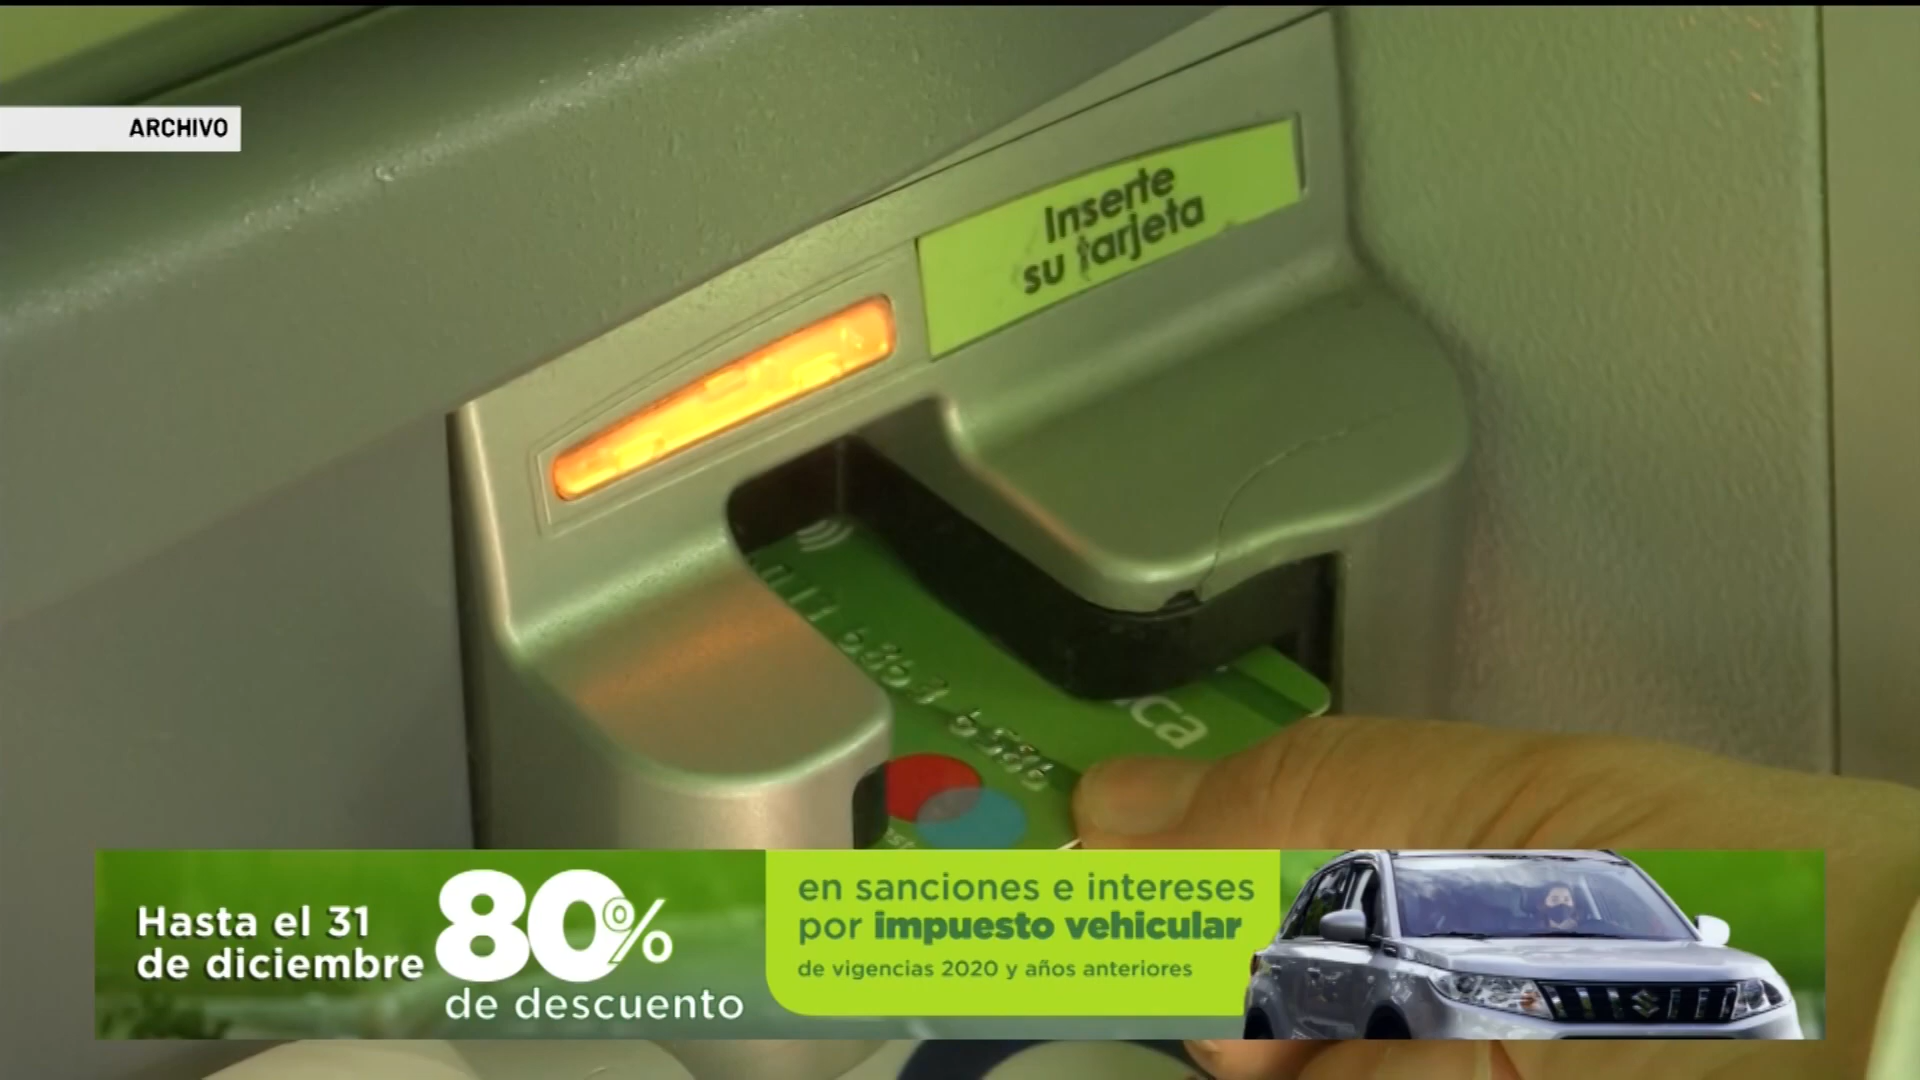 ARCHIVO
Inserte
su tarjeta
Hasta el 31
de diciembre
80%
de descuento
en sanciones e intereses
por impuesto vehicular
de vigencias 2020 y años anteriores